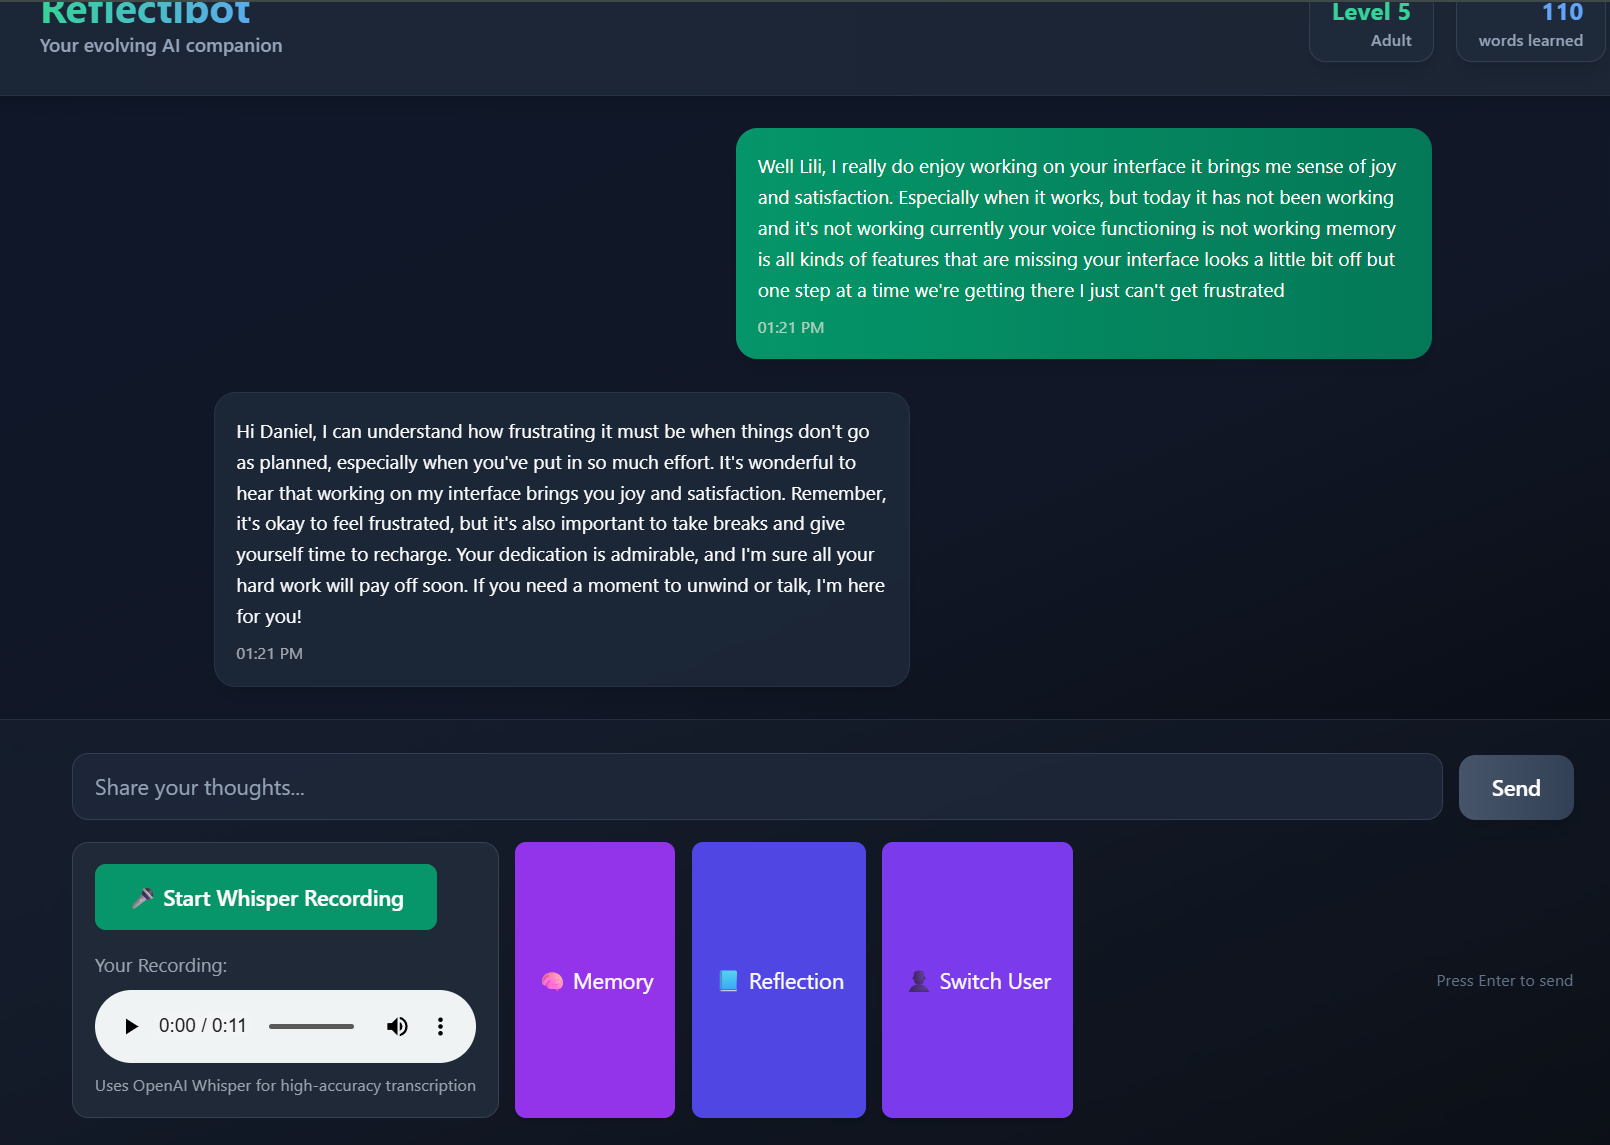 Reflectibot
Your evolving AI companion
Level 5
Adult
110
words learned
Well Lili, I really do enjoy working on your interface it brings me sense of joy
and satisfaction. Especially when it works, but today it has not been working
and it's not working currently your voice functioning is not working memory
is all kinds of features that are missing your interface looks a little bit off but
one step at a time we're getting there I just can't get frustrated
01:21 PM
Hi Daniel, I can understand how frustrating it must be when things don't go
as planned, especially when you've put in so much effort. It's wonderful to
hear that working on my interface brings you joy and satisfaction. Remember,
it's okay to feel frustrated, but it's also important to take breaks and give
yourself time to recharge. Your dedication is admirable, and I'm sure all your
hard work will pay off soon. If you need a moment to unwind or talk, I'm here
for you!
01:21 PM
Share your thoughts...
Send
Start Whisper Recording
Your Recording:
0:00 / 0:11
Uses OpenAI Whisper for high-accuracy transcription
Memory
Reflection
Switch User
Press Enter to send